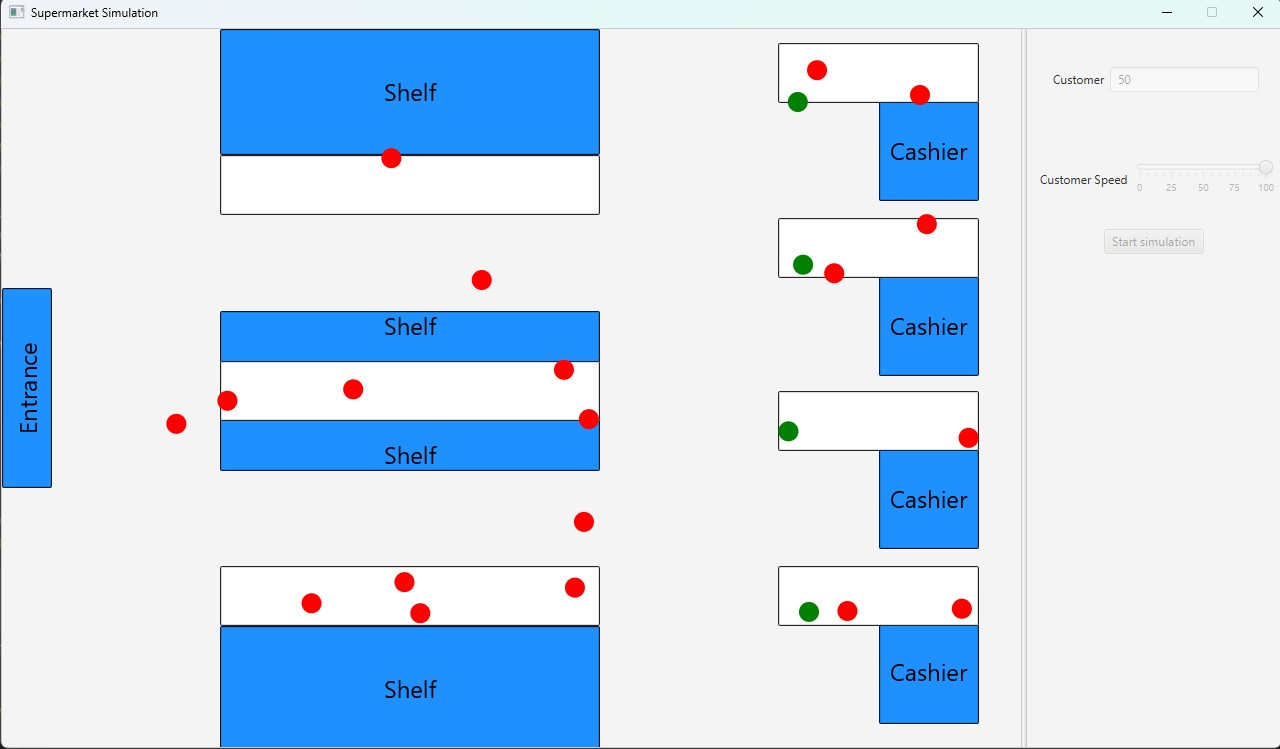 Supermarket Simulation
Shelf
Shelf
Shelf
Shelf
Entrance
Cashier
Cashier
Cashier
Cashier
Customer 50
Customer Speed
0 25 50 75 100
Start simulation